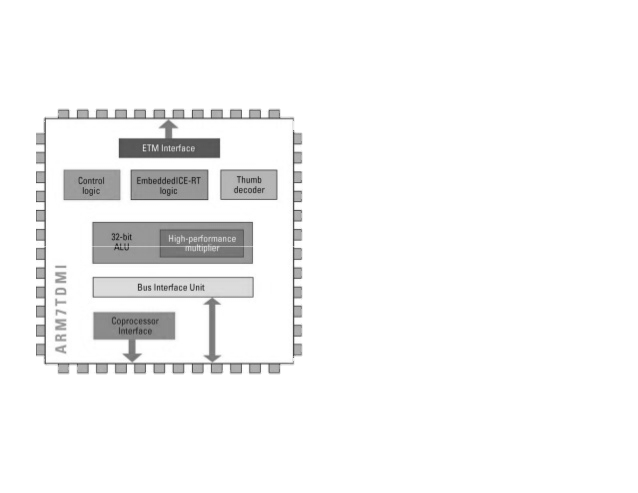 ETM Interface
Control
logic
EmbeddedICE-RT
logic
Thumb
decoder
32-bit
ALU
High-performance
multiplier
Bus Interface Unit
Coprocessor
Interface
ARM7TDMI